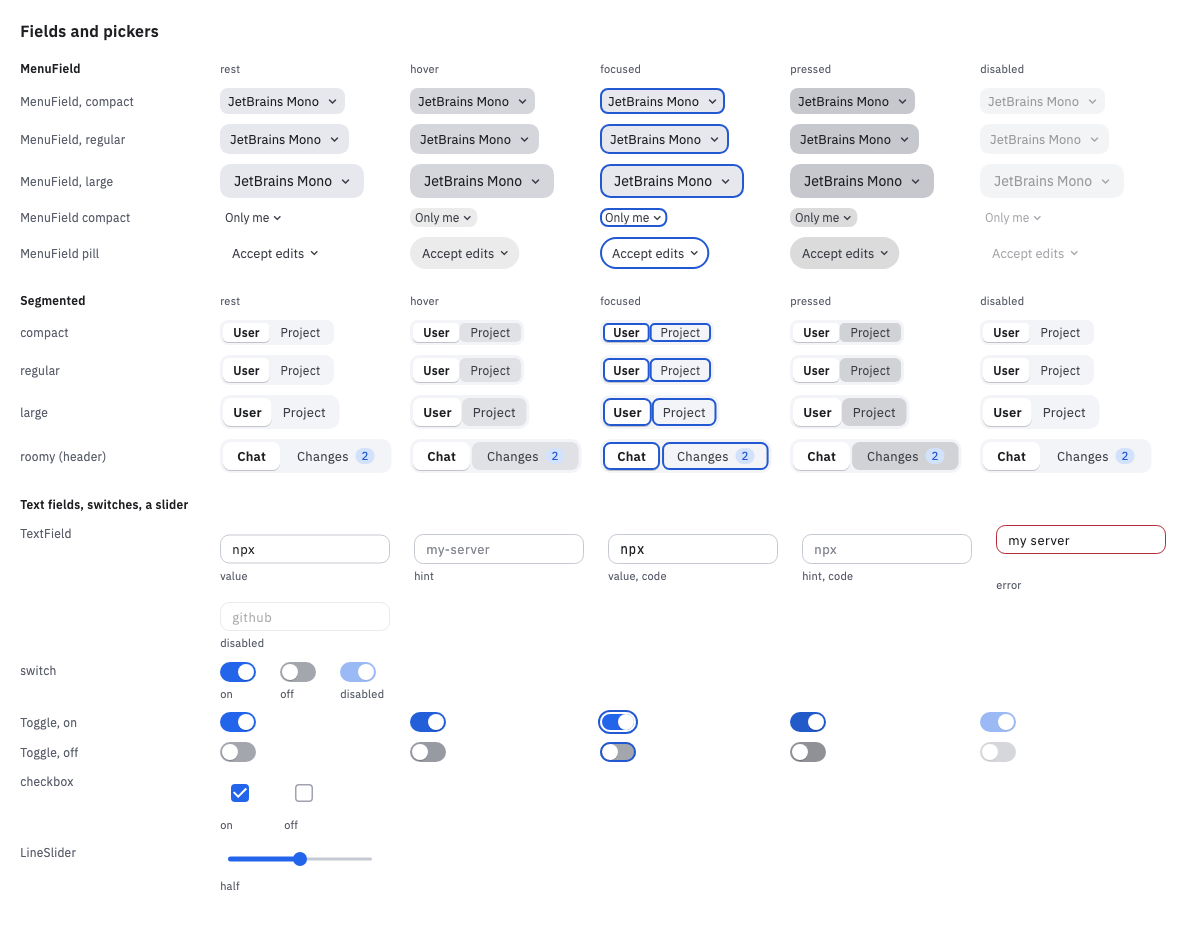 Fields and pickers
MenuField rest hover focused pressed disabled
MenuField, compact JetBrains Mono JetBrains Mono JetBrains Mono JetBrains Mono JetBrains Mono
MenuField, regular JetBrains Mono JetBrains Mono JetBrains Mono JetBrains Mono JetBrains Mono
MenuField, large JetBrains Mono JetBrains Mono JetBrains Mono JetBrains Mono JetBrains Mono
MenuField compact Only me Only me Only me Only me Only me
MenuField pill Accept edits Accept edits Accept edits Accept edits Accept edits
Segmented rest hover focused pressed disabled
compact User Project User Project User Project User Project User Project
regular User Project User Project User Project User Project User Project
large User Project User Project User Project User Project User Project
roomy (header) Chat Changes 2 Chat Changes 2 Chat Changes 2 Chat Changes 2 Chat Changes 2
Text fields, switches, a slider
TextField npx my-server npx npx my server
value hint value, code hint, code error
github
disabled
switch
on off disabled
Toggle, on
Toggle, off
checkbox
on off
LineSlider
half